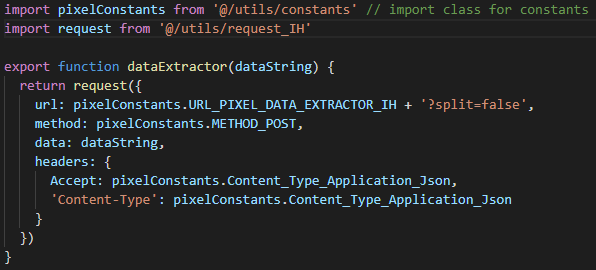 import pixelConstants from '@/utils/constants' // import class for constants
import request from '@/utils/request_IH'
export function dataExtractor(dataString) {
return request({
url: pixelConstants.URL_PIXEL_DATA_EXTRACTOR_IH + '?split=false',
method: pixelConstants.METHOD_POST,
data: dataString,
headers: {
Accept: pixelConstants.Content_Type_Application_Json,
'Content-Type': pixelConstants.Content_Type_Application_Json
}
})
}